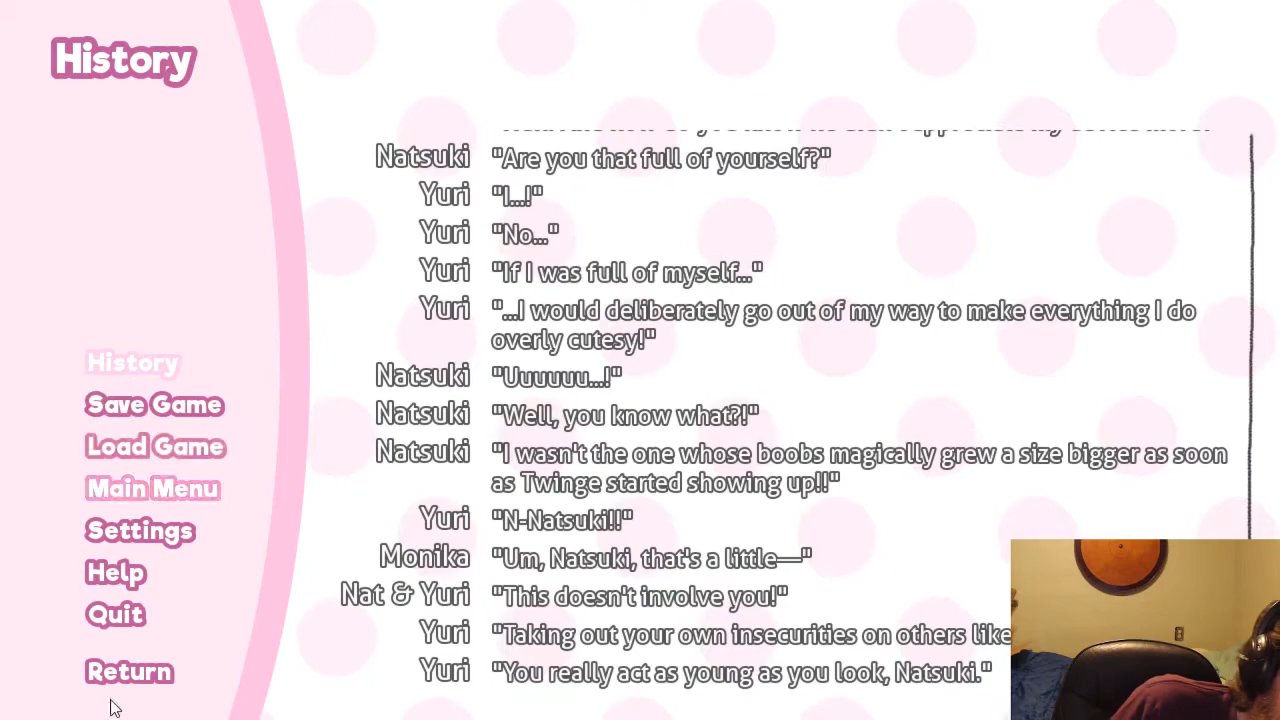 History
Natsuki "Are you that full of yourself?"
Yuri "I...!"
Yuri "No..."
Yuri "If I was full of myself..."
Yuri "...I would deliberately go out of my way to make everything I do
overly cutesy!"
Natsuki "Uuuuuu...!"
Natsuki "Well, you know what?!"
Natsuki "I wasn't the one whose boobs magically grew a size bigger as soon
as Twinge started showing up!!"
Yuri "N-Natsuki!!"
Monika "Um, Natsuki, that's a little—"
Nat & Yuri "This doesn't involve you!"
Yuri "Taking out your own insecurities on others like
Yuri "You really act as young as you look, Natsuki."
History
Save Game
Load Game
Main Menu
Settings
Help
Quit
Return